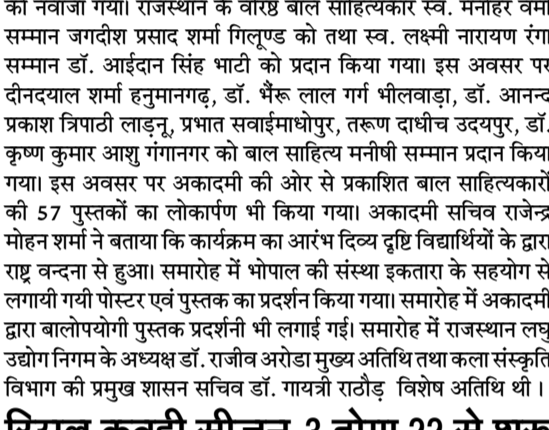 को नवाजा गया। राजस्थान के वरिष्ठ बाल साहित्यकार स्व. मनोहर वर्मा
सम्मान जगदीश प्रसाद शर्मा गिलूण्ड को तथा स्व. लक्ष्मी नारायण रंगा
सम्मान डॉ. आईदान सिंह भाटी को प्रदान किया गया। इस अवसर पर
दीनदयाल शर्मा हनुमानगढ़, डॉ. भैंरू लाल गर्ग भीलवाड़ा, डॉ. आनन्द
प्रकाश त्रिपाठी लाड़नू, प्रभात सवाईमाधोपुर, तरूण दाधीच उदयपुर, डॉ.
कृष्ण कुमार आशु गंगानगर को बाल साहित्य मनीषी सम्मान प्रदान किया
गया। इस अवसर पर अकादमी की ओर से प्रकाशित बाल साहित्यकारों
की 57 पुस्तकों का लोकार्पण भी किया गया। अकादमी सचिव राजेन्द्र
मोहन शर्मा ने बताया कि कार्यक्रम का आरंभ दिव्य दृष्टि विद्यार्थियों के द्वारा
राष्ट्र वन्दना से हुआ। समारोह में भोपाल की संस्था इकतारा के सहयोग से
लगायी गयी पोस्टर एवं पुस्तक का प्रदर्शन किया गया। समारोह में अकादमी
द्वारा बालोपयोगी पुस्तक प्रदर्शनी भी लगाई गई। समारोह में राजस्थान लघु
उद्योग निगम के अध्यक्ष डॉ. राजीव अरोडा मुख्य अतिथि तथा कला संस्कृति
विभाग की प्रमुख शासन सचिव डॉ. गायत्री राठौड़ विशेष अतिथि थी ।
सीजन 3 होगा 22 से शुरू